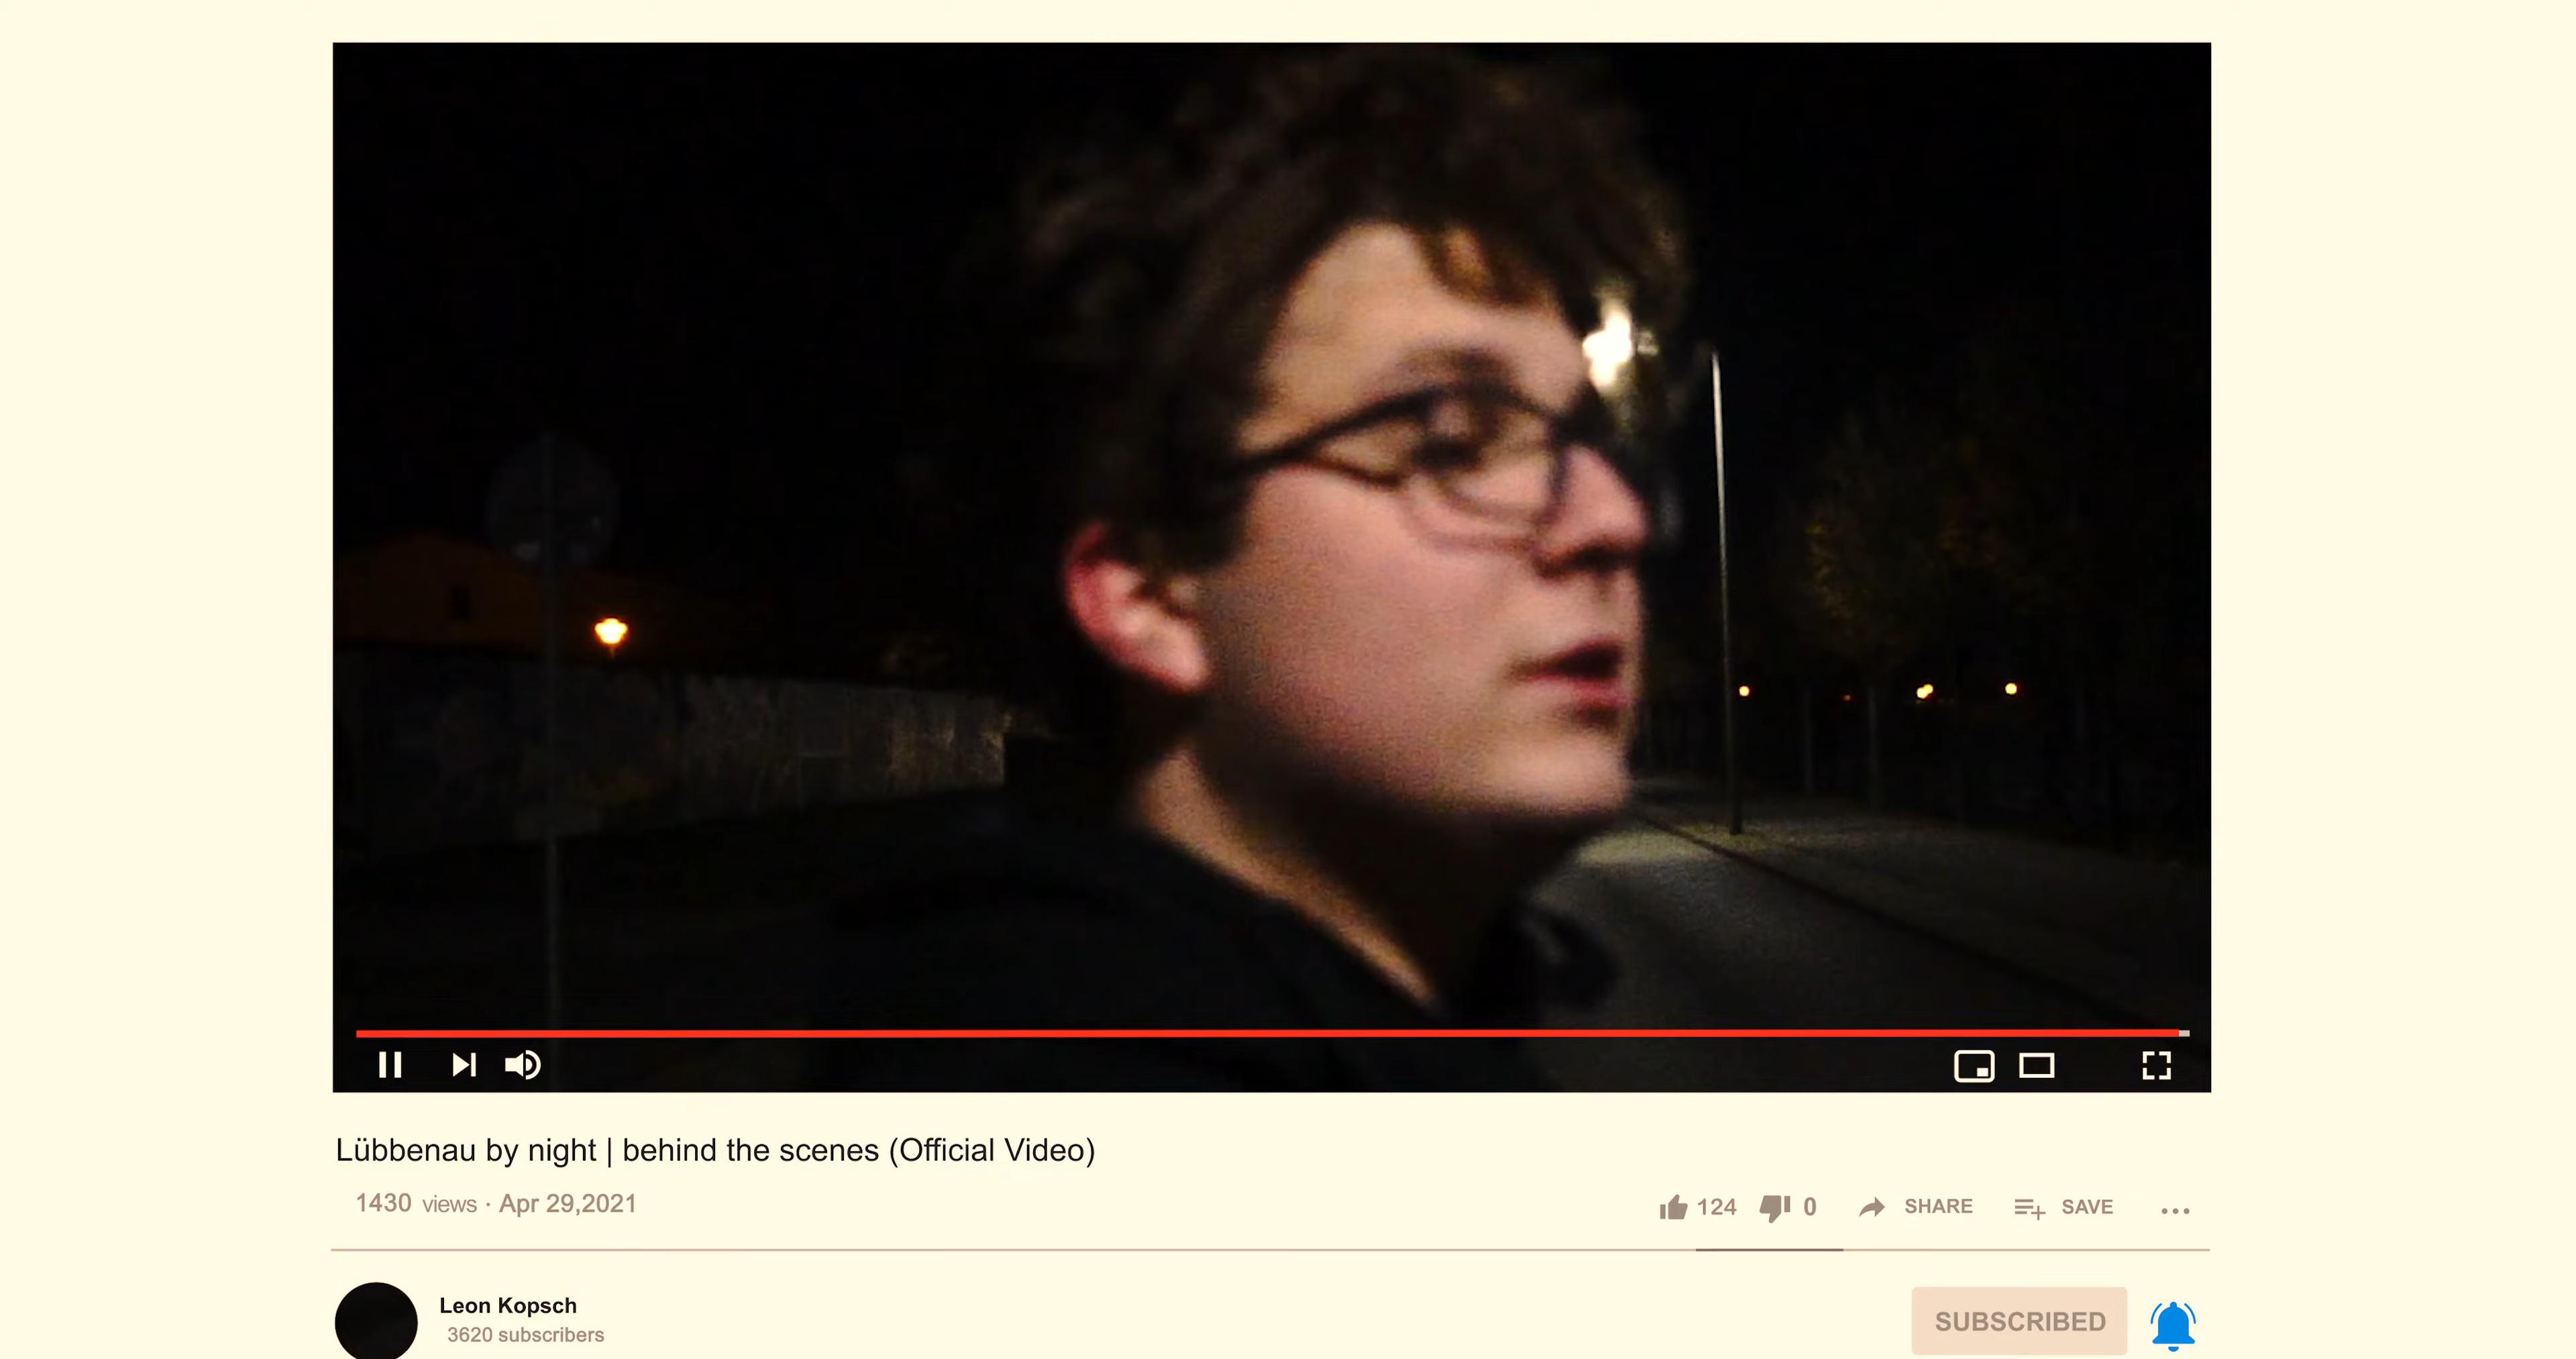 Lübbenau by night | behind the scenes (Official Video)
1430 views · Apr 29,2021
124 0 SHARE SAVE
Leon Kopsch
3620 subscribers
SUBSCRIBED